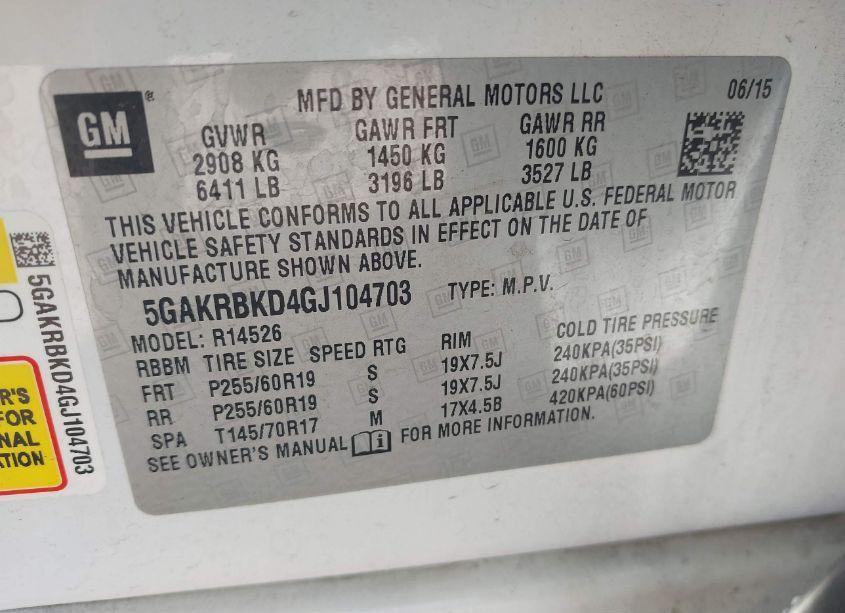 GM
®
MFD BY GENERAL MOTORS LLC
06/15
GVWR GAWR FRT GAWR RR
2908 KG 1450 KG 1600 KG
6411 LB 3196 LB 3527 LB
THIS VEHICLE CONFORMS TO ALL APPLICABLE U.S. FEDERAL MOTOR
VEHICLE SAFETY STANDARDS IN EFFECT ON THE DATE OF
MANUFACTURE SHOWN ABOVE.
5GAKRBKD4GJ104703 TYPE: M.P.V.
MODEL: R14526
RBBM TIRE SIZE SPEED RTG RIM COLD TIRE PRESSURE
FRT P255/60R19 S 19X7.5J 240KPA(35PSI)
RR P255/60R19 S 19X7.5J 240KPA(35PSI)
SPA T145/70R17 M 17X4.5B 420KPA(60PSI)
SEE OWNER'S MANUAL FOR MORE INFORMATION.
5GAKRBKD4GJ104703
R'S
FOR
NAL
TION